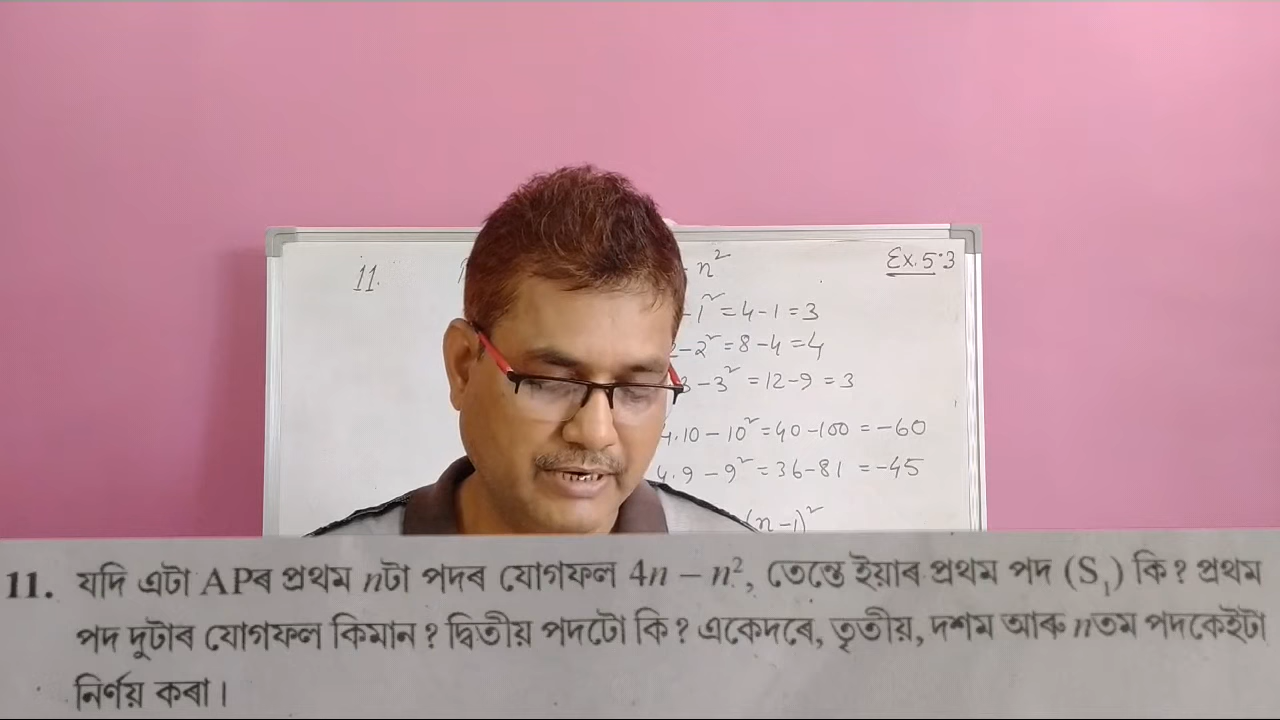 11. - n² Ex. 5.3
- 1² = 4 - 1 = 3
2 - 2² = 8 - 4 = 4
3 - 3² = 12 - 9 = 3
4.10 - 10² = 40 - 100 = -60
4.9 - 9² = 36 - 81 = -45
(n - 1)²
11. যদি এটা APৰ প্ৰথম nটা পদৰ যোগফল 4n – n², তেন্তে ইয়াৰ প্ৰথম পদ (S₁) কি? প্ৰথম
পদ দুটাৰ যোগফল কিমান? দ্বিতীয় পদটো কি? একেদৰে, তৃতীয়, দশম আৰু nতম পদকেইটা
নিৰ্ণয় কৰা।